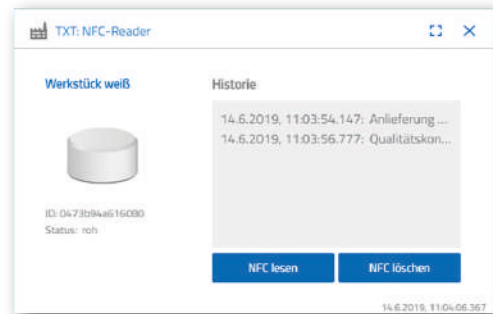 TXT: NFC-Reader
Werkstück weiß
Historie
14.6.2019, 11:03:54.147: Anlieferung ...
14.6.2019, 11:03:56.777: Qualitätskon...
ID: 0473b94a616080
Status: roh
NFC lesen
NFC löschen
14.6.2019, 11:04:06.367